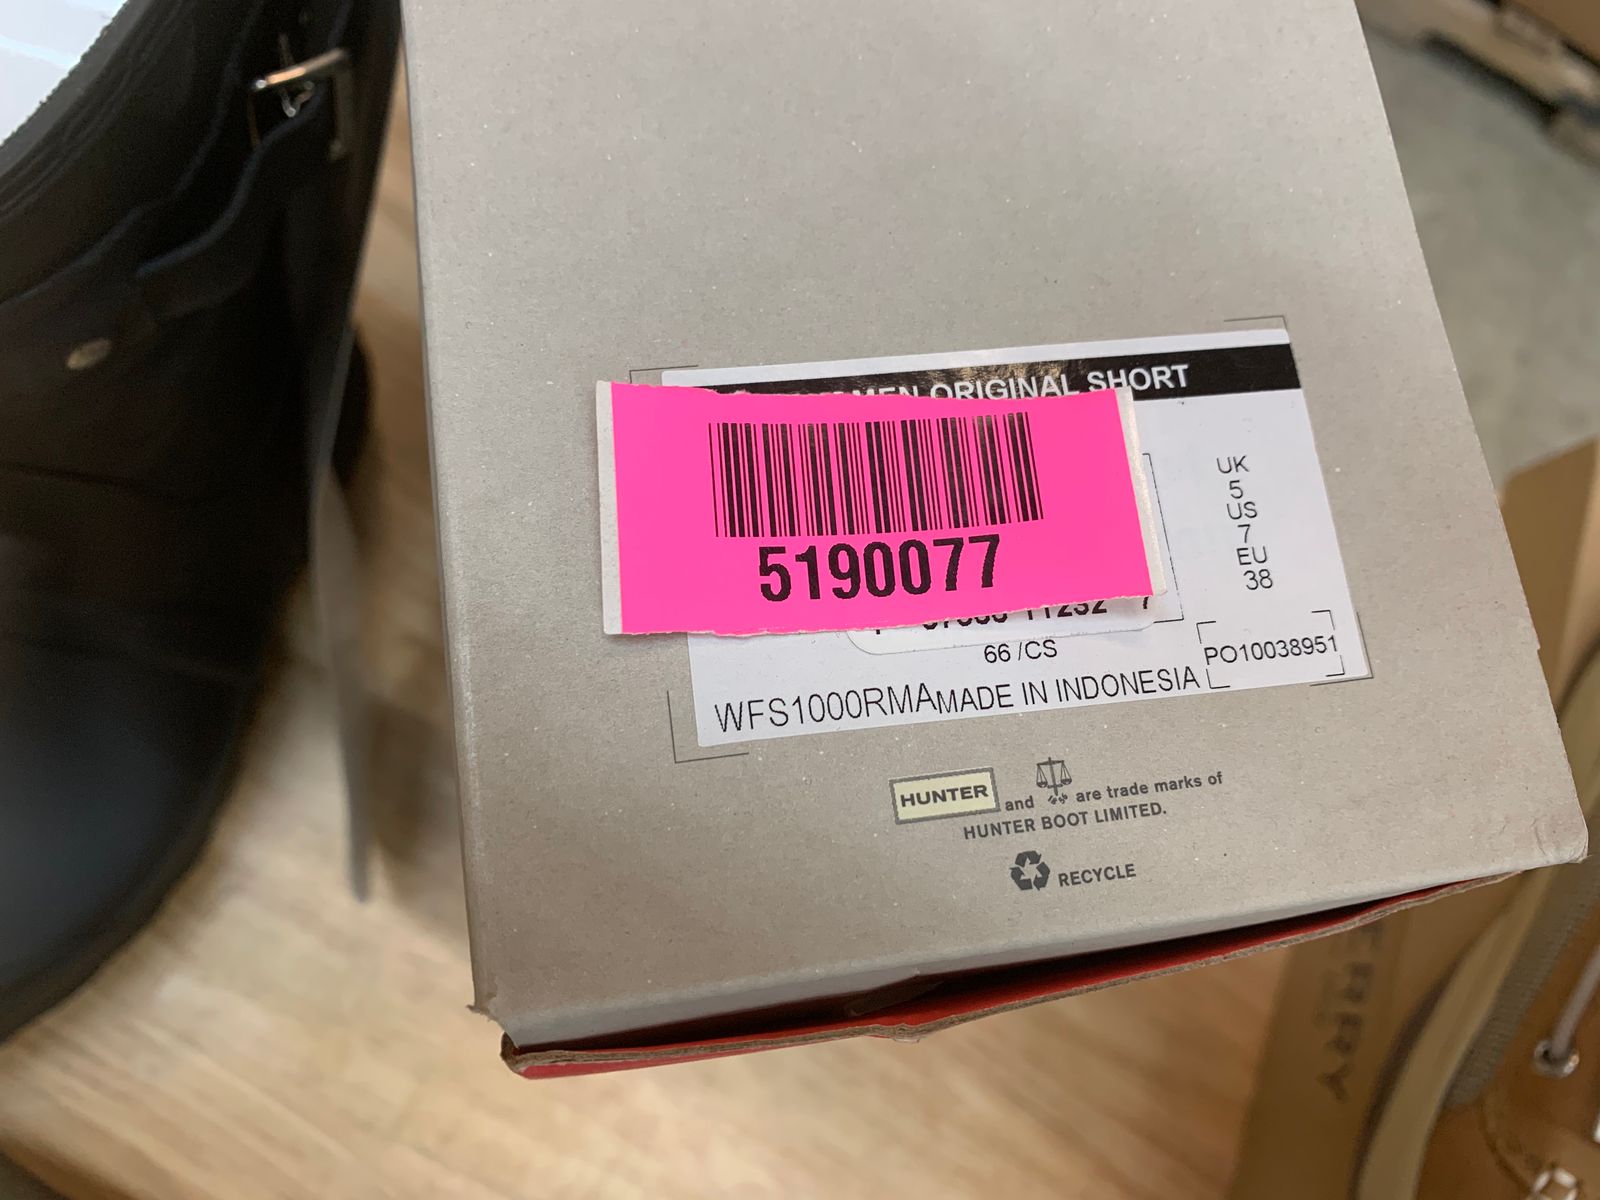 ORIGINAL SHORT
5190077
UK
5
US
7
EU
38
66 /CS
PO10038951
WFS1000RMA MADE IN INDONESIA
HUNTER and are trade marks of
HUNTER BOOT LIMITED.
RECYCLE